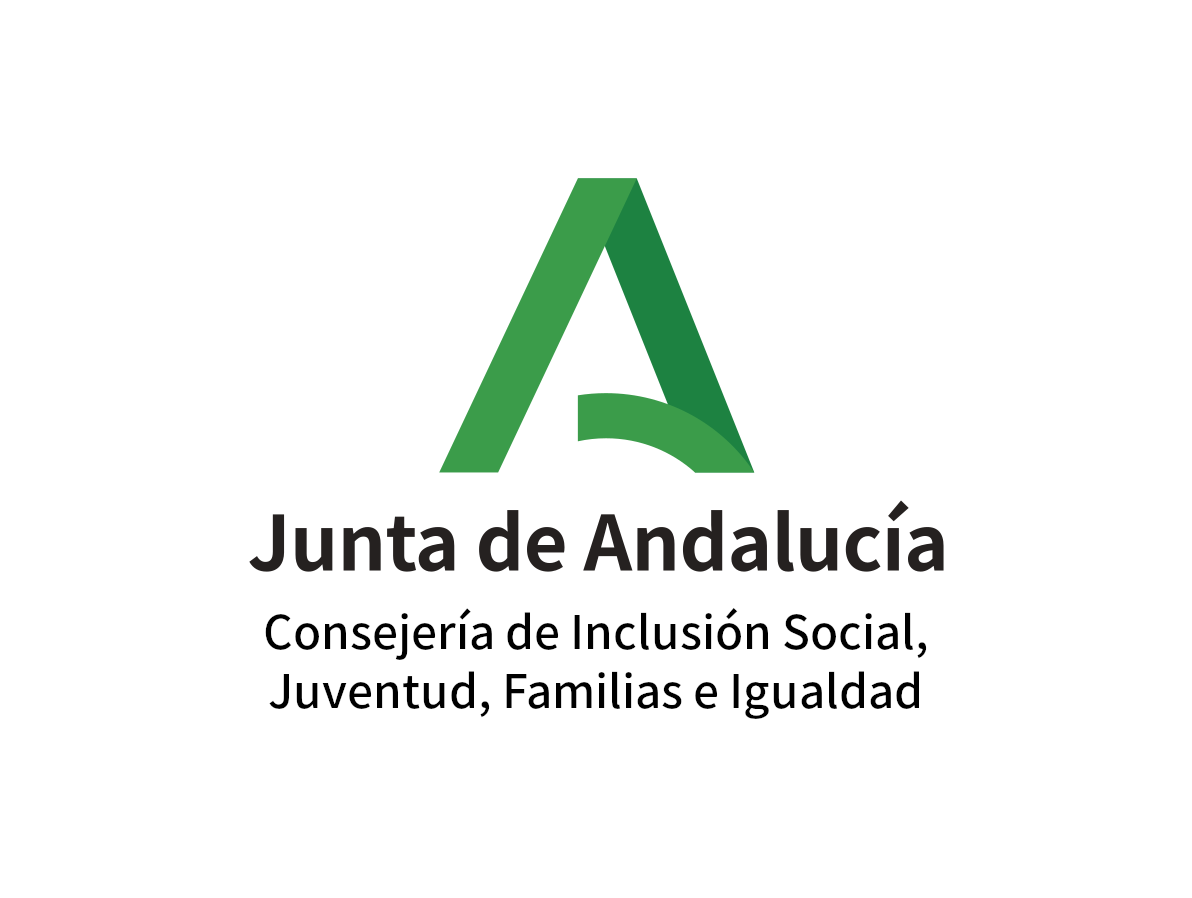 Junta de Andalucía
Consejería de Inclusión Social,
Juventud, Familias e Igualdad